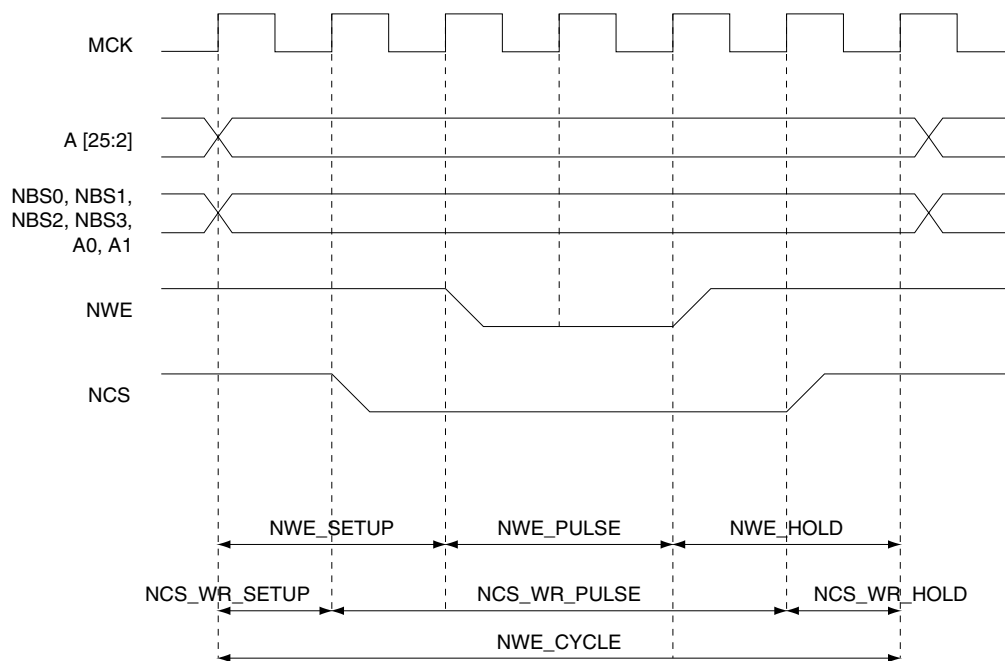 MCK
A [25:2]
NBS0, NBS1,
NBS2, NBS3,
A0, A1
NWE
NCS
NWE_SETUP NWE_PULSE NWE_HOLD
NCS_WR_SETUP NCS_WR_PULSE NCS_WR_HOLD
NWE_CYCLE